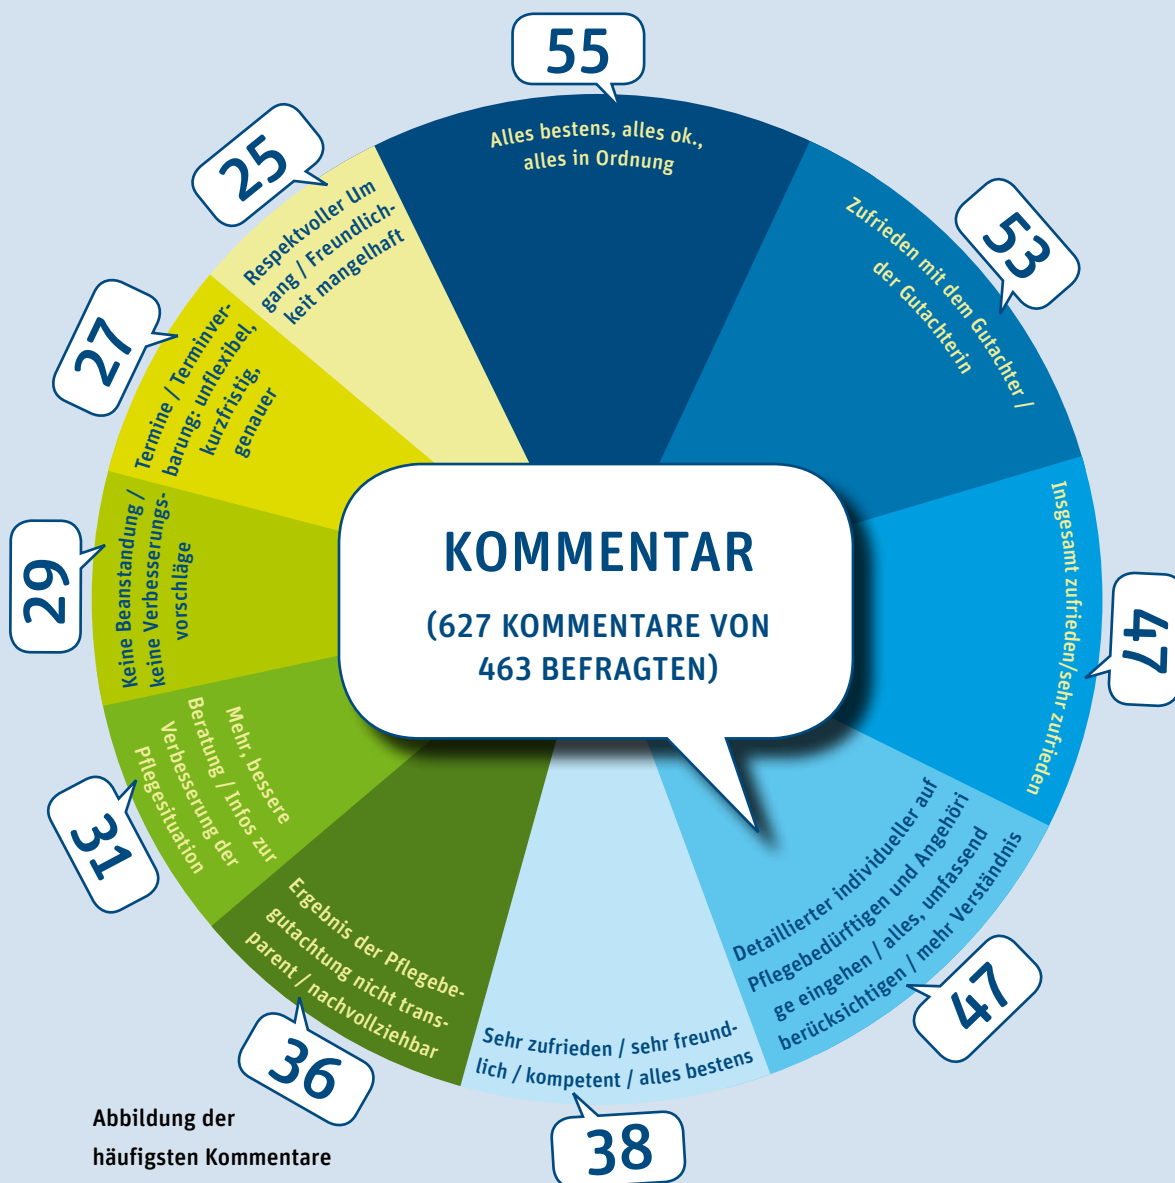 55
Alles bestens, alles ok.,
alles in Ordnung
53
Zufrieden mit dem Gutachter /
der Gutachterin
47
Insgesamt zufrieden/sehr zufrieden
47
Detaillierter individueller auf
Pflegebedürftigen und Angehöri
ge eingehen / alles, umfassend
berücksichtigen / mehr Verständnis
38
Sehr zufrieden / sehr freund-
lich / kompetent / alles bestens
36
Ergebnis der Pflegebe-
gutachtung nicht trans-
parent / nachvollziehbar
31
Mehr, bessere
Beratung / Infos zur
Verbesserung der
Pflegesituation
29
Keine Beanstandung /
keine Verbesserungs-
vorschläge
27
Termine / Terminver-
barung: unflexibel,
kurzfristig,
genauer
25
Respektvoller Um
gang / Freundlich-
keit mangelhaft
KOMMENTAR
(627 KOMMENTARE VON
463 BEFRAGTEN)
Abbildung der
häufigsten Kommentare